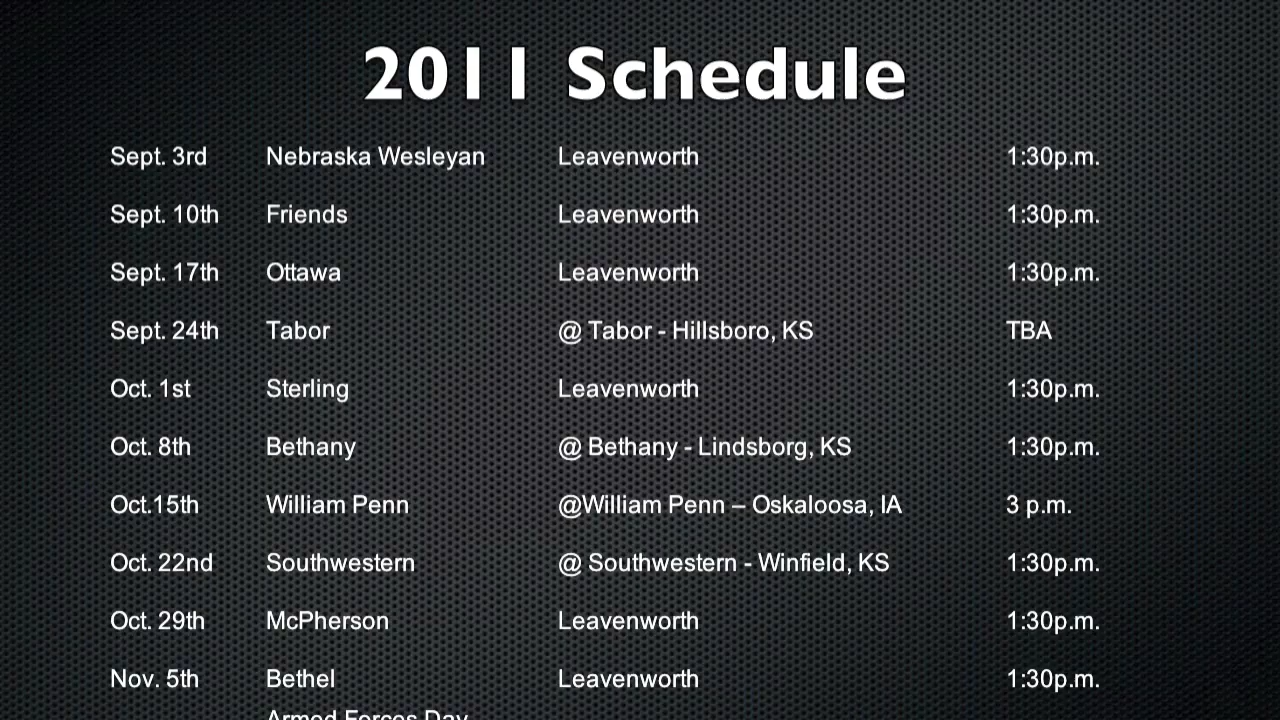 2011 Schedule
Sept. 3rd Nebraska Wesleyan Leavenworth 1:30p.m.
Sept. 10th Friends Leavenworth 1:30p.m.
Sept. 17th Ottawa Leavenworth 1:30p.m.
Sept. 24th Tabor @ Tabor - Hillsboro, KS TBA
Oct. 1st Sterling Leavenworth 1:30p.m.
Oct. 8th Bethany @ Bethany - Lindsborg, KS 1:30p.m.
Oct.15th William Penn @William Penn – Oskaloosa, IA 3 p.m.
Oct. 22nd Southwestern @ Southwestern - Winfield, KS 1:30p.m.
Oct. 29th McPherson Leavenworth 1:30p.m.
Nov. 5th Bethel Leavenworth 1:30p.m.
Armed Forces Day